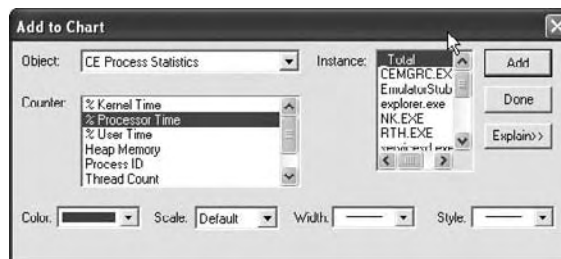 Add to Chart
Object: CE Process Statistics
Instance: _Total
CEMGRC.EX
EmulatorStub
explorer.exe
NK.EXE
RTH.EXE
Add
Done
Explain>>
Counter:
% Kernel Time
% Processor Time
% User Time
Heap Memory
Process ID
Thread Count
Color: Scale: Default Width: Style: